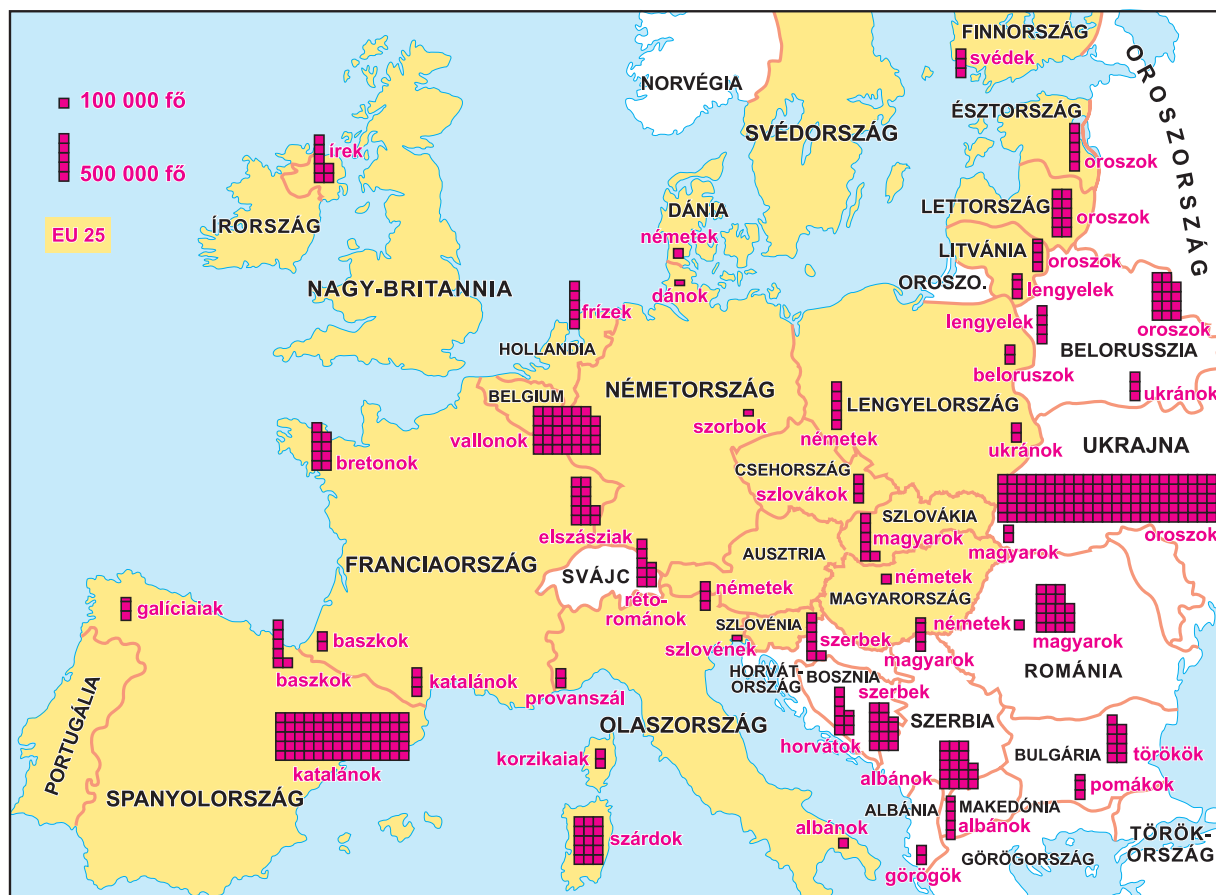 FINNORSZÁG
svédek
NORVÉGIA
OROSZORSZÁG
100 000 fő
500 000 fő
EU 25
ÉSZTORSZÁG
oroszok
SVÉDORSZÁG
írek
ÍRORSZÁG
DÁNIA
németek
dánok
LETTORSZÁG
oroszok
LITVÁNIA
oroszok
OROSZO.
lengyelek
NAGY-BRITANNIA
frízek
HOLLANDIA
lengyelek
oroszok
BELORUSSZIA
beloruszok
ukránok
BELGIUM
vallonok
NÉMETORSZÁG
szorbok
LENGYELORSZÁG
németek
ukránok
UKRAJNA
bretonok
CSEHORSZÁG
szlovákok
elszásziak
SZLOVÁKIA
magyarok
magyarok
oroszok
FRANCIAORSZÁG
SVÁJC
réto-
románok
AUSZTRIA
németek
németek
MAGYARORSZÁG
galíciaiak
baszkok
baszkok
katalánok
provanszál
SZLOVÉNIA
szlovének
szerbek
magyarok
németek
magyarok
ROMÁNIA
HORVÁT-
ORSZÁG
BOSZNIA
szerbek
horvátok
SZERBIA
PORTUGÁLIA
katalánok
SPANYOLORSZÁG
OLASZORSZÁG
korzikaiak
szárdok
albánok
albánok
BULGÁRIA
törökök
pomákok
ALBÁNIA
MAKEDÓNIA
albánok
görögök
GÖRÖGORSZÁG
TÖRÖK-
ORSZÁG